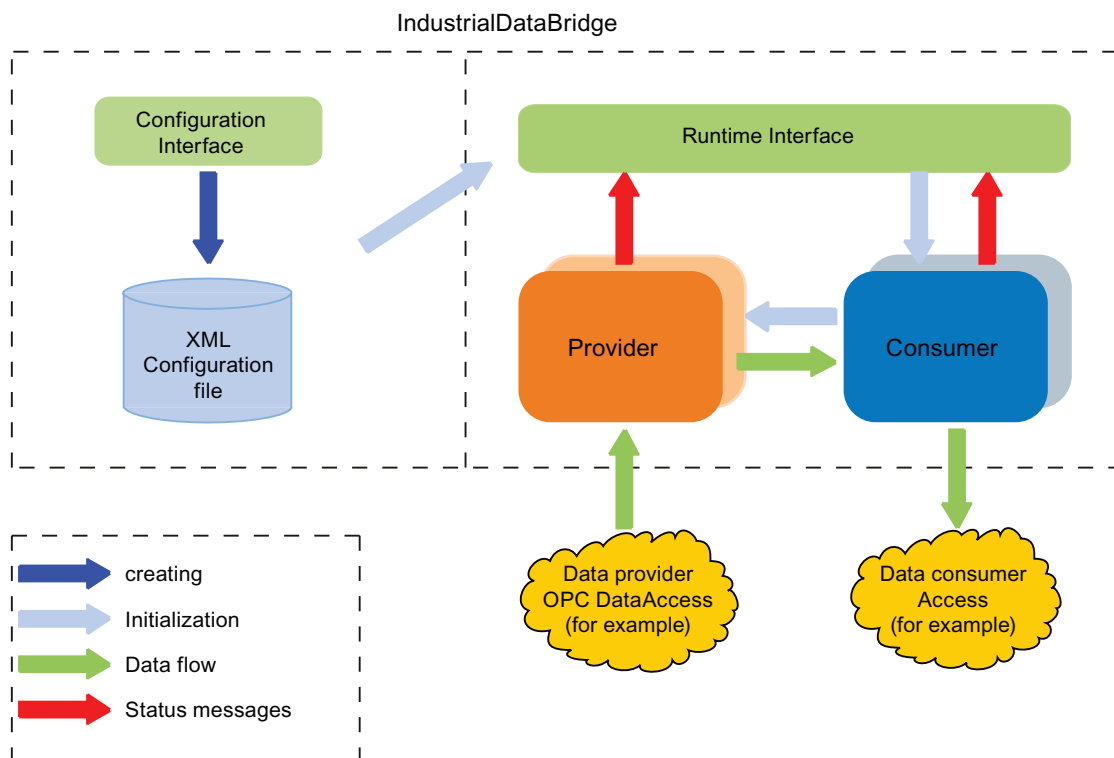 IndustrialDataBridge
Configuration
Interface
Runtime Interface
XML
Configuration
file
Provider
Consumer
Data provider
OPC DataAccess
(for example)
Data consumer
Access
(for example)
creating
Initialization
Data flow
Status messages